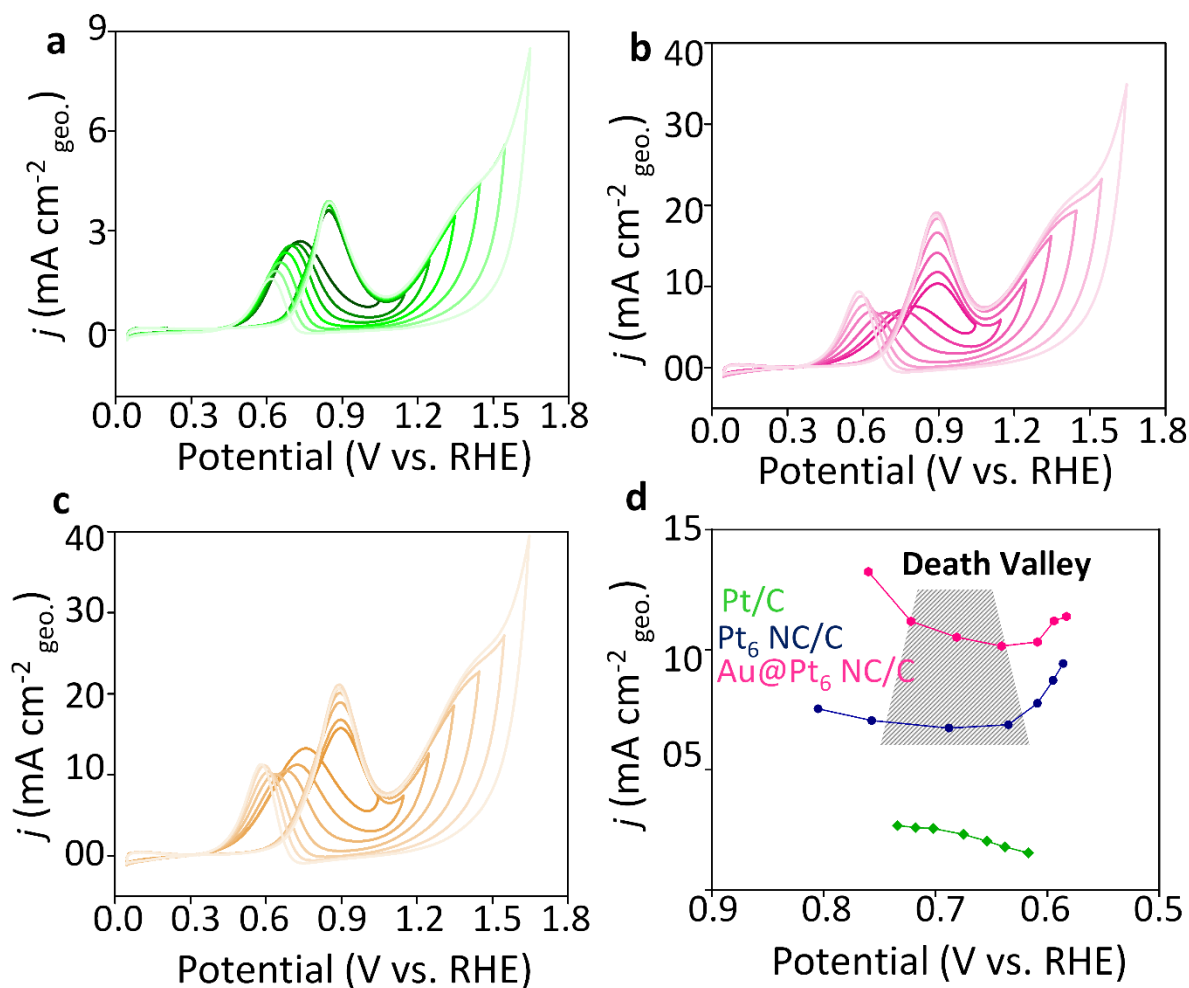 a
9
6
3
0
j (mA cm-2 geo.)
0.0 0.3 0.6 0.9 1.2 1.5 1.8
Potential (V vs. RHE)
b
40
30
20
10
00
j (mA cm-2 geo.)
0.0 0.3 0.6 0.9 1.2 1.5 1.8
Potential (V vs. RHE)
c
40
30
20
10
00
j (mA cm-2 geo.)
0.0 0.3 0.6 0.9 1.2 1.5 1.8
Potential (V vs. RHE)
d
15
10
05
j (mA cm-2 geo.)
Death Valley
Pt/C
Pt6 NC/C
Au@Pt6 NC/C
0.9 0.8 0.7 0.6 0.5
Potential (V vs. RHE)